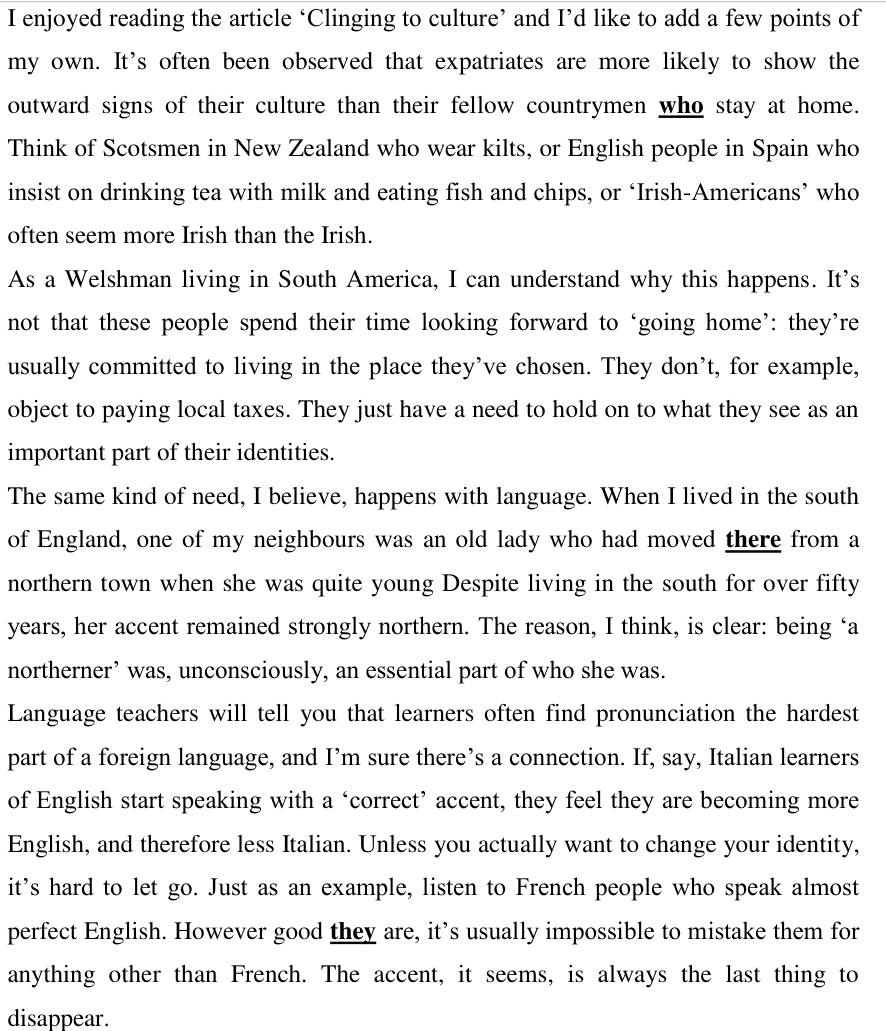 I enjoyed reading the article ‘Clinging to culture’ and I’d like to add a few points of
my own. It’s often been observed that expatriates are more likely to show the
outward signs of their culture than their fellow countrymen who stay at home.
Think of Scotsmen in New Zealand who wear kilts, or English people in Spain who
insist on drinking tea with milk and eating fish and chips, or ‘Irish-Americans’ who
often seem more Irish than the Irish.
As a Welshman living in South America, I can understand why this happens. It’s
not that these people spend their time looking forward to ‘going home’: they’re
usually committed to living in the place they’ve chosen. They don’t, for example,
object to paying local taxes. They just have a need to hold on to what they see as an
important part of their identities.
The same kind of need, I believe, happens with language. When I lived in the south
of England, one of my neighbours was an old lady who had moved there from a
northern town when she was quite young Despite living in the south for over fifty
years, her accent remained strongly northern. The reason, I think, is clear: being ‘a
northerner’ was, unconsciously, an essential part of who she was.
Language teachers will tell you that learners often find pronunciation the hardest
part of a foreign language, and I’m sure there’s a connection. If, say, Italian learners
of English start speaking with a ‘correct’ accent, they feel they are becoming more
English, and therefore less Italian. Unless you actually want to change your identity,
it’s hard to let go. Just as an example, listen to French people who speak almost
perfect English. However good they are, it’s usually impossible to mistake them for
anything other than French. The accent, it seems, is always the last thing to
disappear.